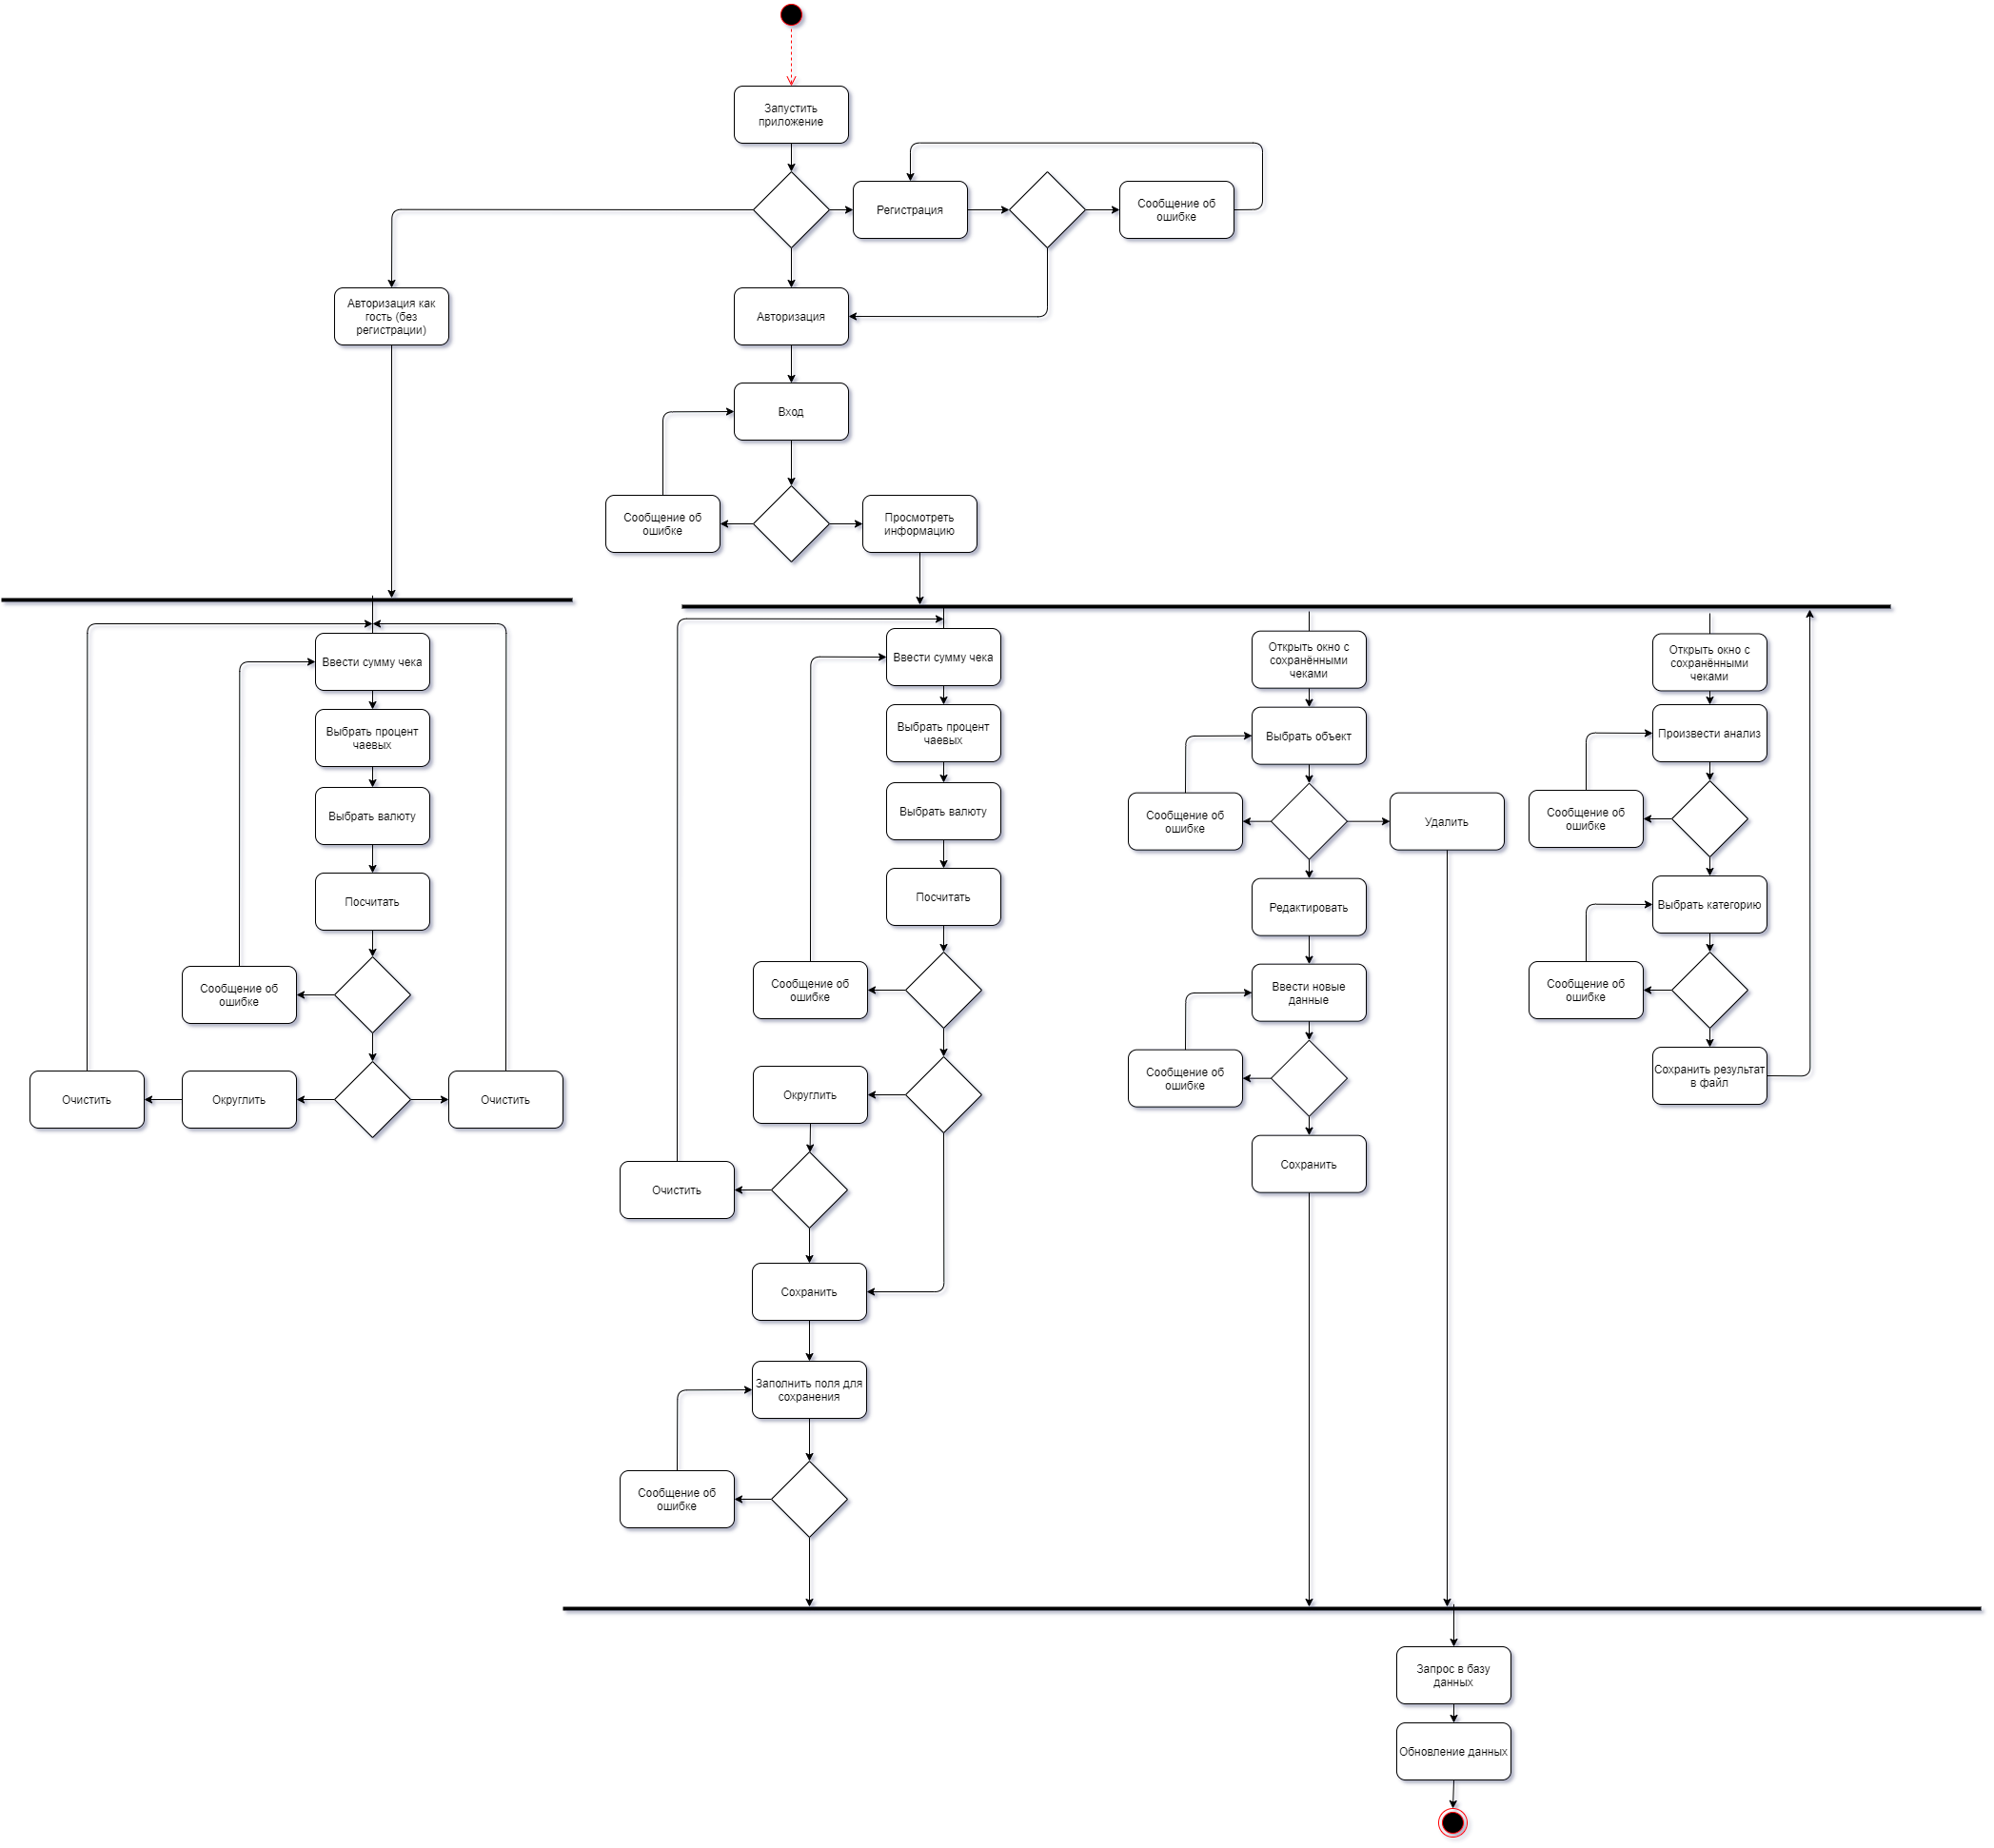 Запустить
приложение
Регистрация
Сообщение об
ошибке
Авторизация как
гость (без
регистрации)
Авторизация
Вход
Сообщение об
ошибке
Просмотреть
информацию
Ввести сумму чека
Выбрать процент
чаевых
Выбрать валюту
Посчитать
Сообщение об
ошибке
Очистить
Округлить
Очистить
Ввести сумму чека
Выбрать процент
чаевых
Выбрать валюту
Посчитать
Сообщение об
ошибке
Округлить
Очистить
Сохранить
Заполнить поля для
сохранения
Сообщение об
ошибке
Открыть окно с
сохранёнными
чеками
Выбрать объект
Сообщение об
ошибке
Удалить
Редактировать
Ввести новые
данные
Сообщение об
ошибке
Сохранить
Открыть окно с
сохранёнными
чеками
Произвести анализ
Сообщение об
ошибке
Выбрать категорию
Сообщение об
ошибке
Сохранить результат
в файл
Запрос в базу
данных
Обновление данных